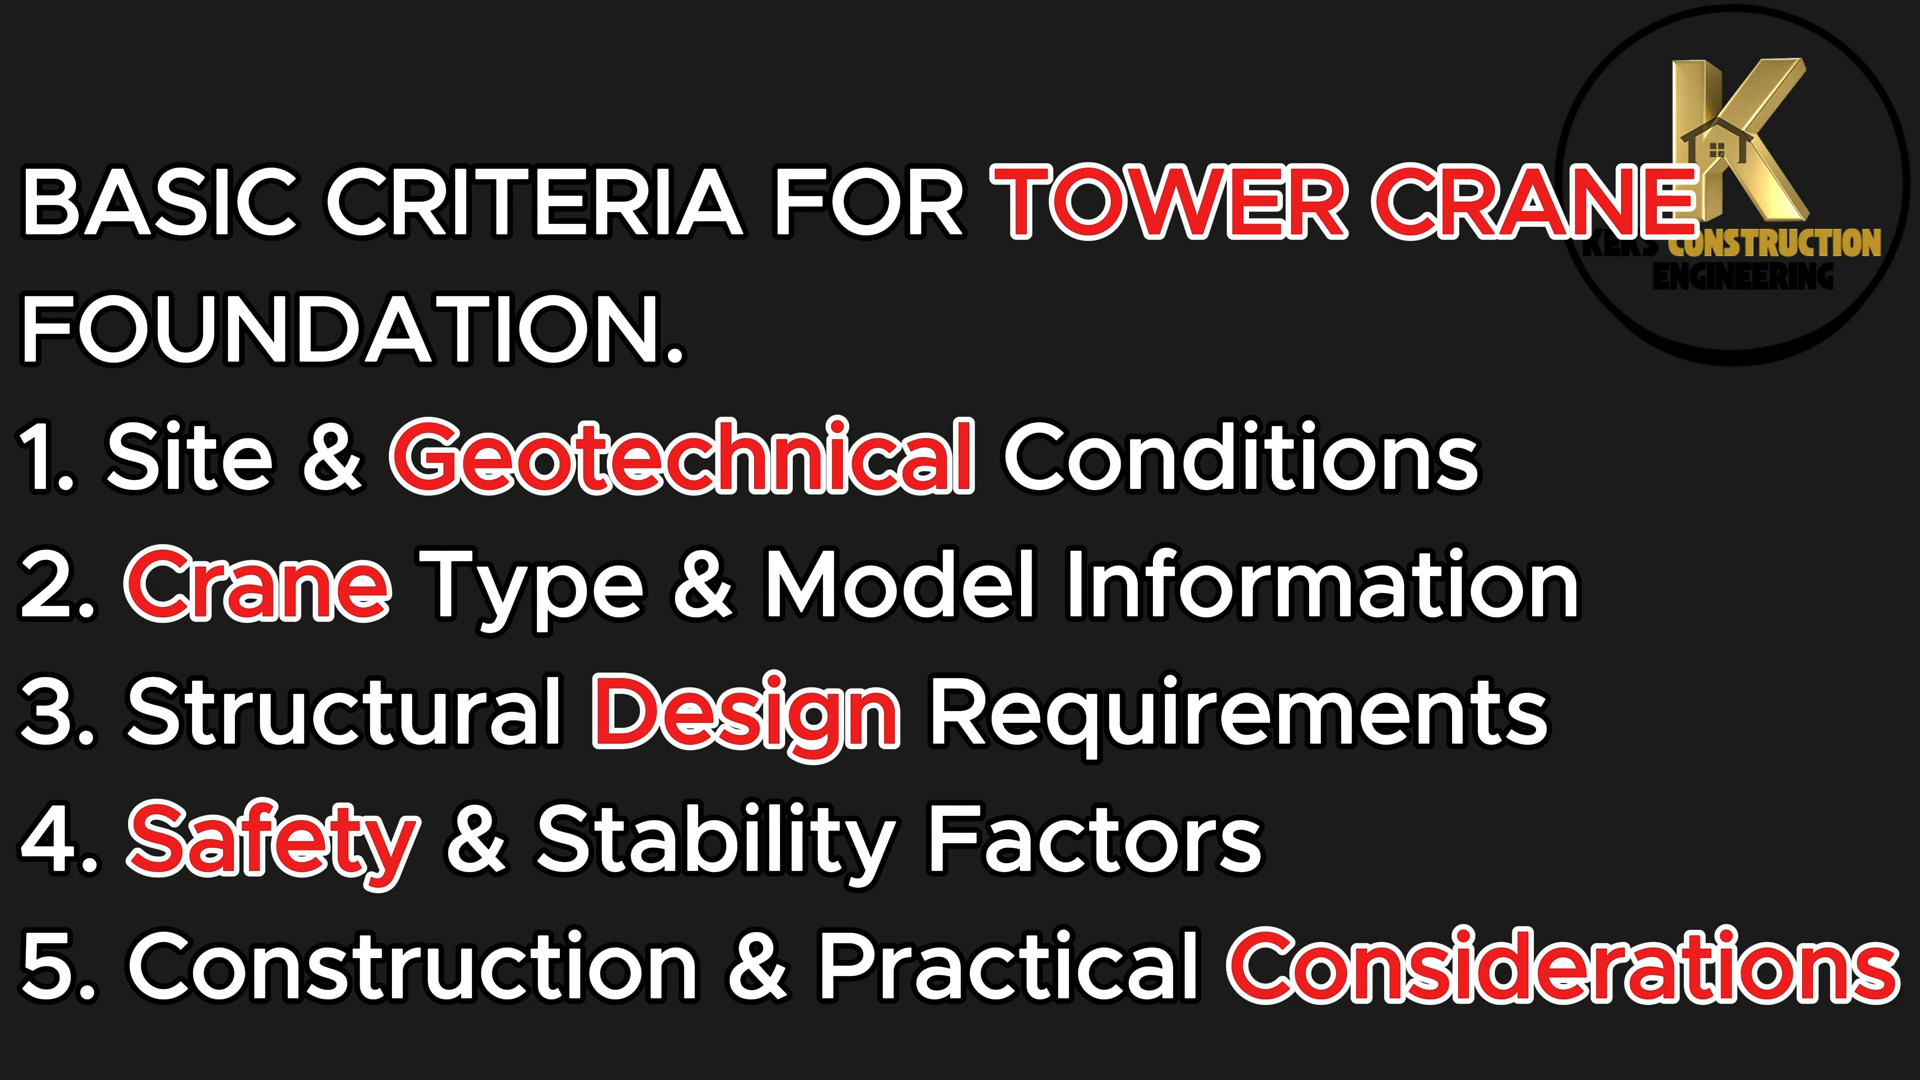 BASIC CRITERIA FOR TOWER CRANE
FOUNDATION.
1. Site & Geotechnical Conditions
2. Crane Type & Model Information
3. Structural Design Requirements
4. Safety & Stability Factors
5. Construction & Practical Considerations
K
CONSTRUCTION
ENGINEERING